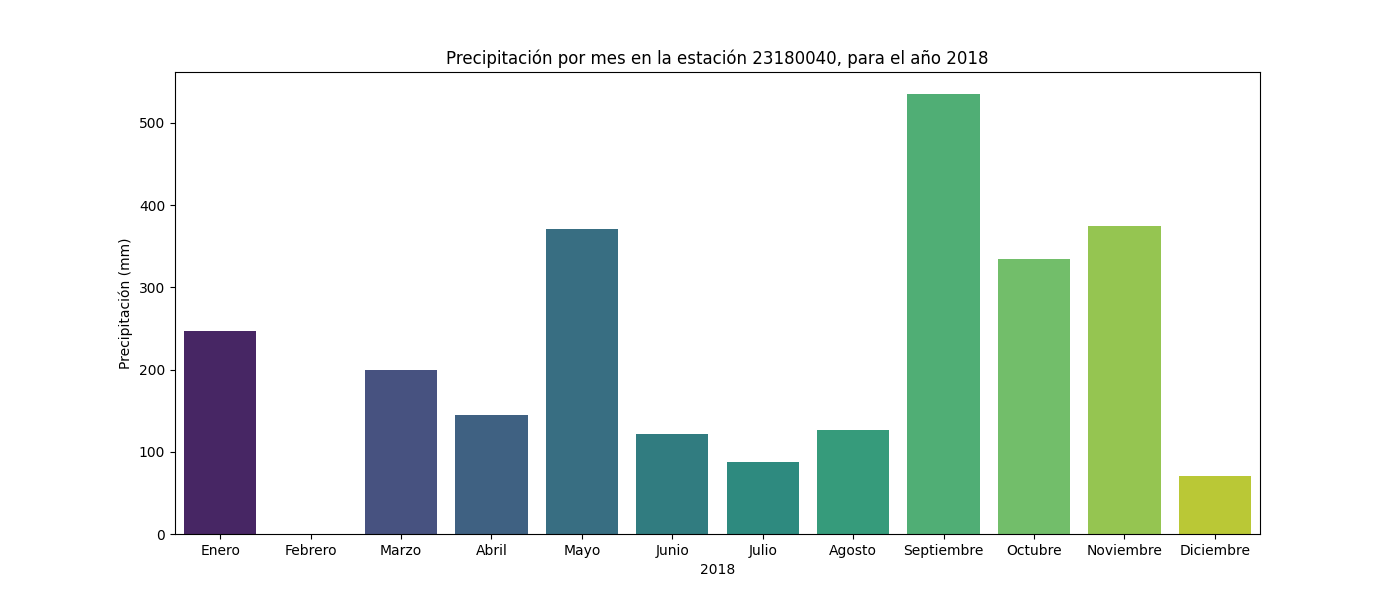 Precipitación por mes en la estación 23180040, para el año 2018
Precipitación (mm)
500
400
300
200
100
0
Enero Febrero Marzo Abril Mayo Junio Julio Agosto Septiembre Octubre Noviembre Diciembre
2018